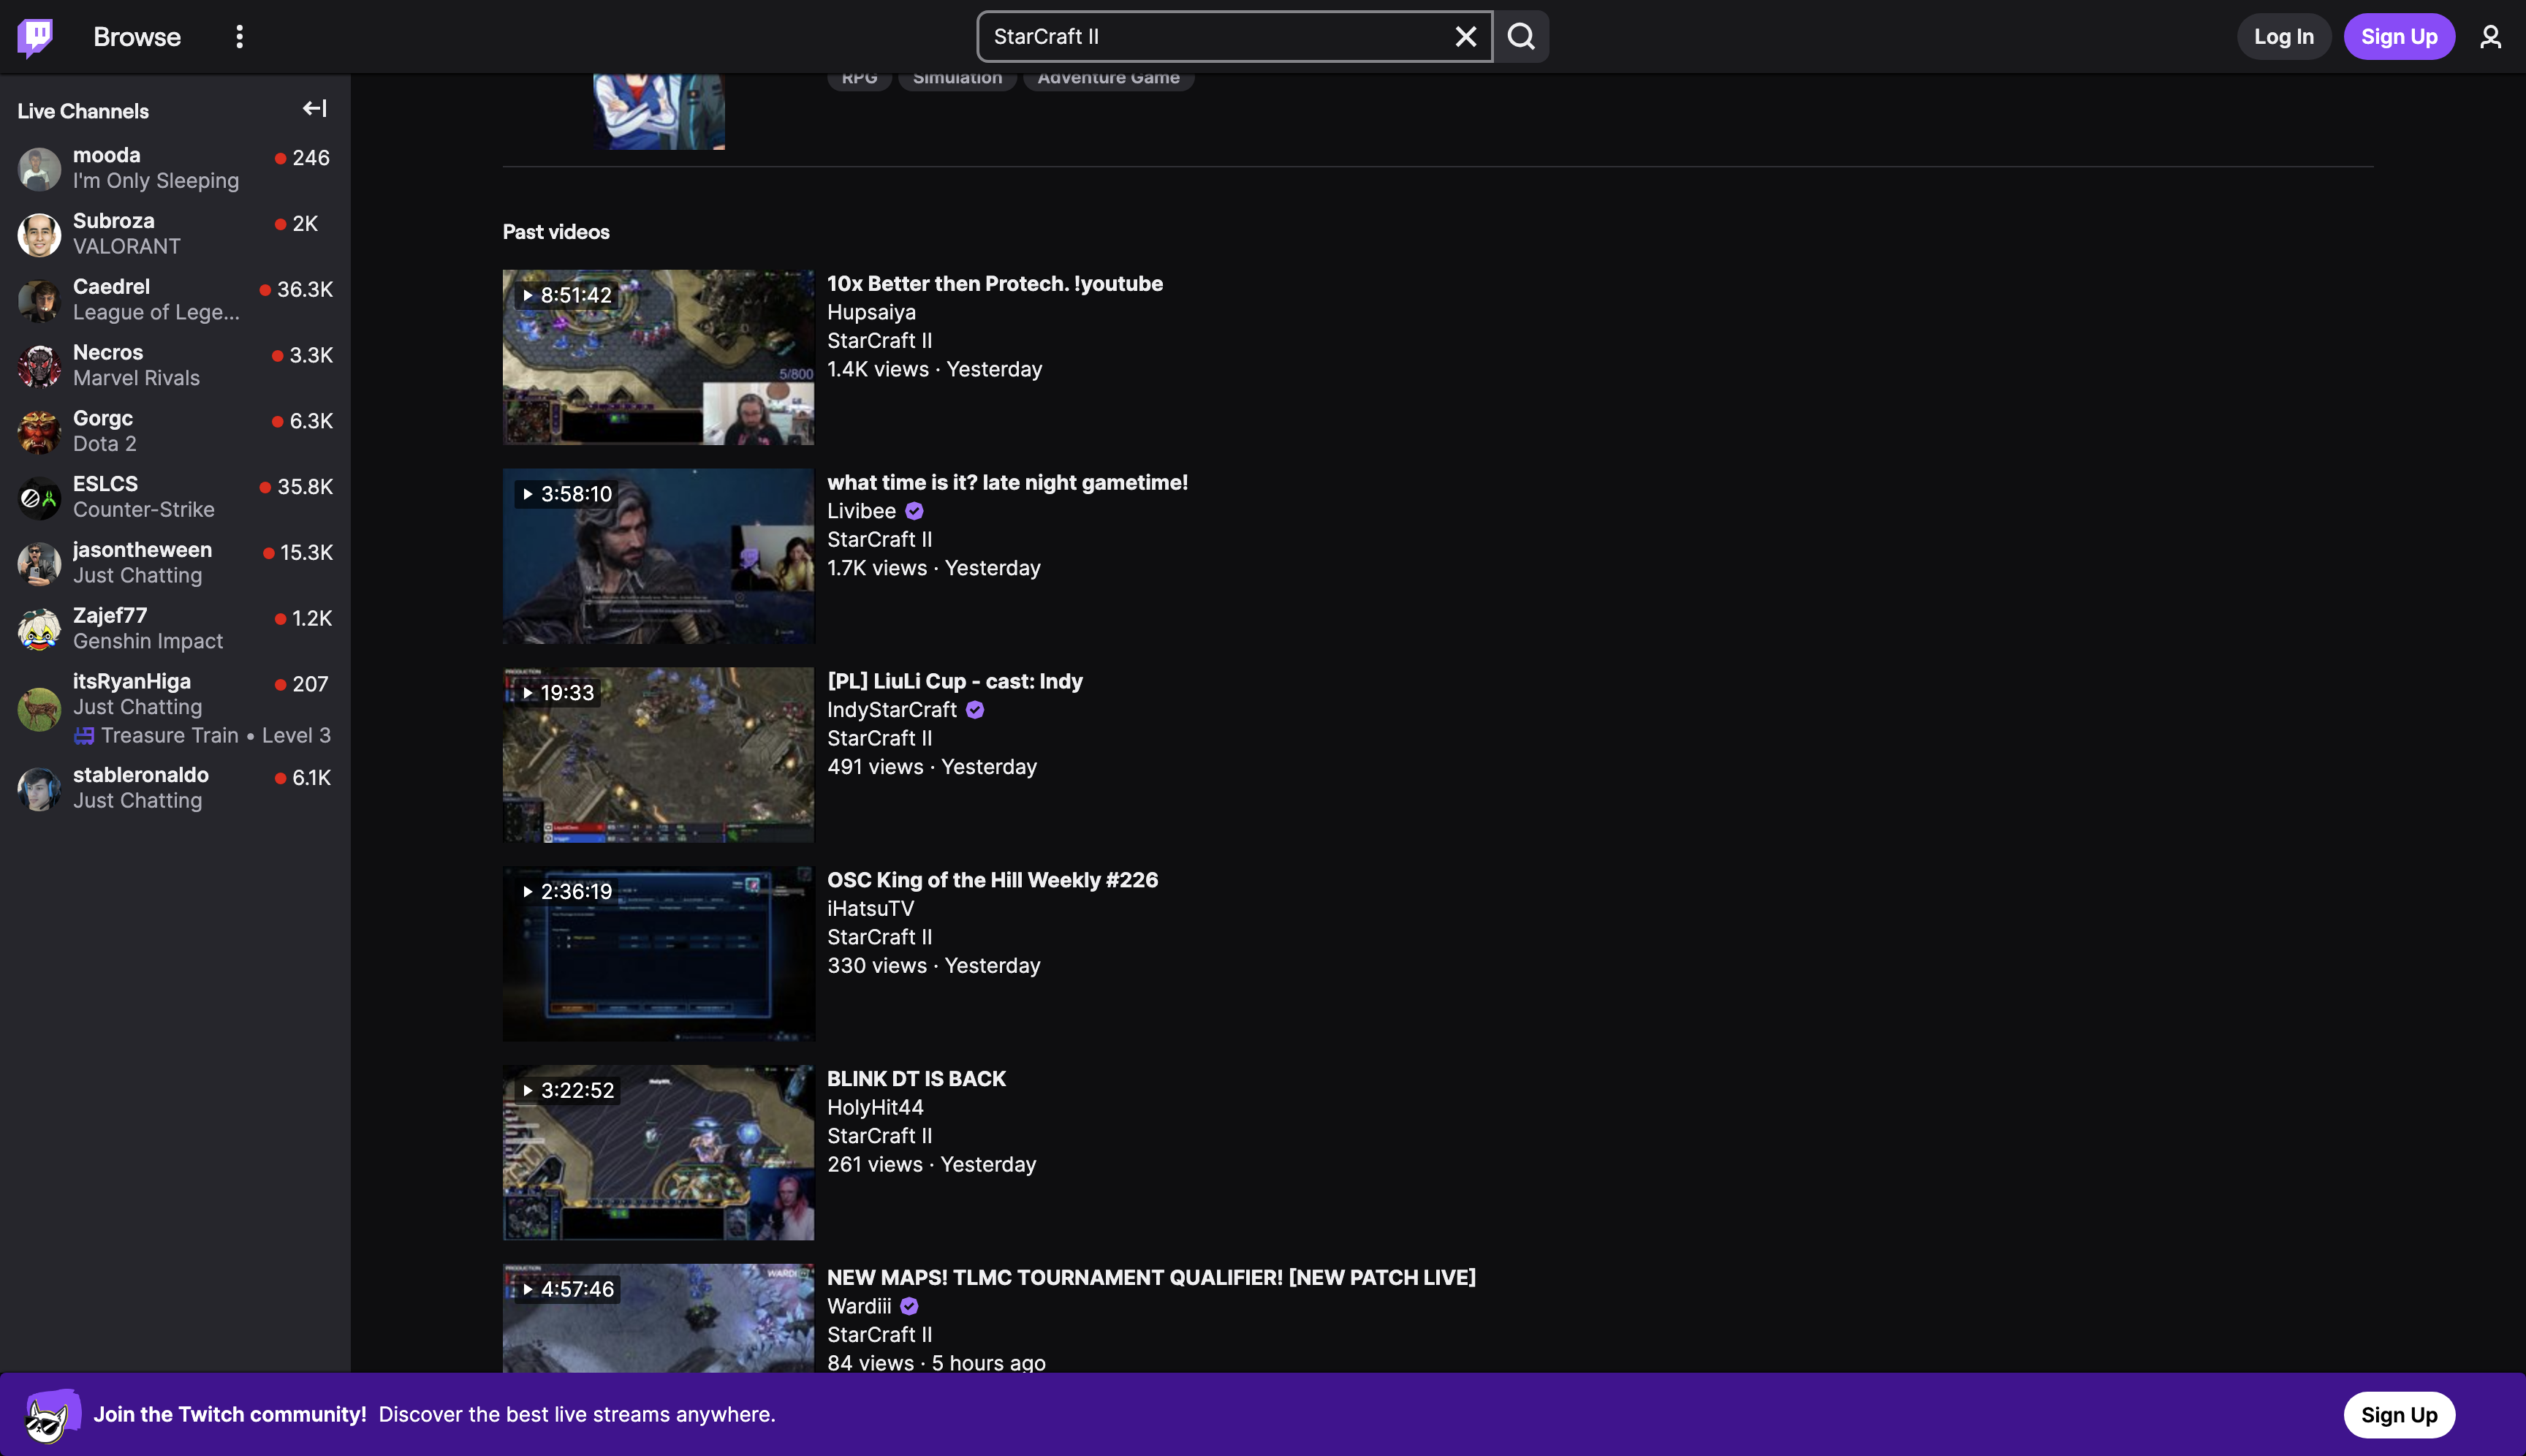 Browse
StarCraft II
Log In
Sign Up
Live Channels
mooda
246
I'm Only Sleeping
Subroza
2K
VALORANT
Caedrel
36.3K
League of Lege...
Necros
3.3K
Marvel Rivals
Gorgc
6.3K
Dota 2
ESLCS
35.8K
Counter-Strike
jasontheween
15.3K
Just Chatting
Zajef77
1.2K
Genshin Impact
itsRyanHiga
207
Just Chatting
Treasure Train • Level 3
stableronaldo
6.1K
Just Chatting
RPG
Simulation
Adventure Game
Past videos
8:51:42
5/800
10x Better then Protech. !youtube
Hupsaiya
StarCraft II
1.4K views · Yesterday
3:58:10
what time is it? late night gametime!
Livibee
StarCraft II
1.7K views · Yesterday
PRODUCTION
19:33
[PL] LiuLi Cup - cast: Indy
IndyStarCraft
StarCraft II
491 views · Yesterday
2:36:19
OSC King of the Hill Weekly #226
iHatsuTV
StarCraft II
330 views · Yesterday
3:22:52
BLINK DT IS BACK
HolyHit44
StarCraft II
261 views · Yesterday
PRODUCTION
WARDI
4:57:46
NEW MAPS! TLMC TOURNAMENT QUALIFIER! [NEW PATCH LIVE]
Wardiii
StarCraft II
84 views · 5 hours ago
Join the Twitch community! Discover the best live streams anywhere.
Sign Up